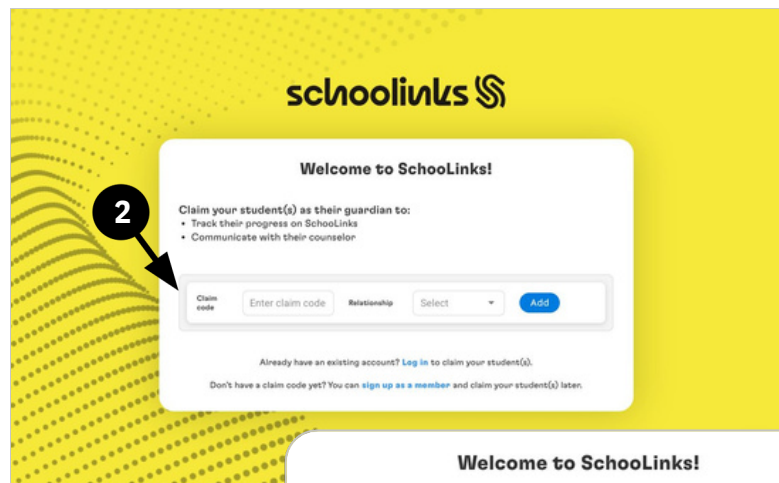 schoolinks
Welcome to SchooLinks!
Claim your student(s) as their guardian to:
• Track their progress on SchooLinks
• Communicate with their counselor
2
Claim code Enter claim code Relationship Select Add
Already have an existing account? Log in to claim your student(s).
Don't have a claim code yet? You can sign up as a member and claim your student(s) later.
Welcome to SchooLinks!